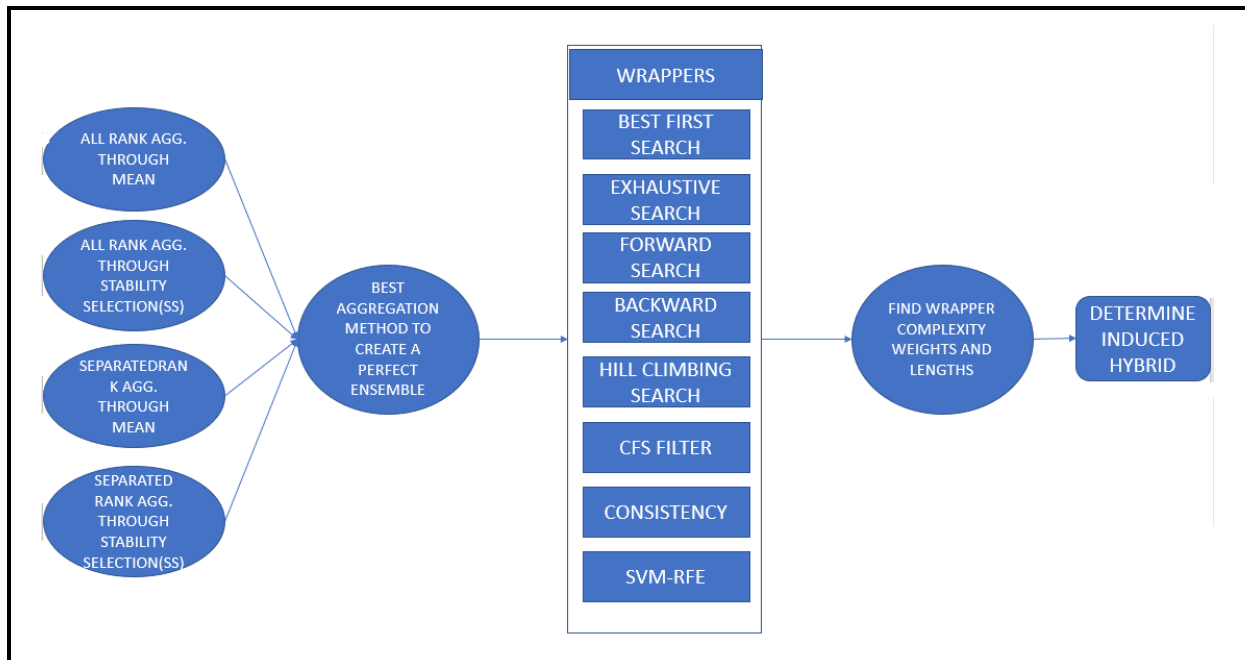 ALL RANK AGG.
THROUGH
MEAN
ALL RANK AGG.
THROUGH
STABILITY
SELECTION(SS)
SEPARATEDRAN
K AGG.
THROUGH
MEAN
SEPARATED
RANK AGG.
THROUGH
STABILITY
SELECTION(SS)
BEST
AGGREGATION
METHOD TO
CREATE A
PERFECT
ENSEMBLE
WRAPPERS
BEST FIRST
SEARCH
EXHAUSTIVE
SEARCH
FORWARD
SEARCH
BACKWARD
SEARCH
HILL CLIMBING
SEARCH
CFS FILTER
CONSISTENCY
SVM-RFE
FIND WRAPPER
COMPLEXITY
WEIGHTS AND
LENGTHS
DETERMINE
INDUCED
HYBRID